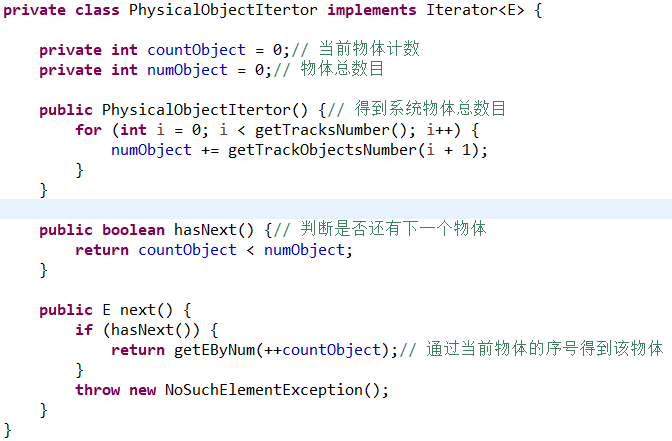 private class PhysicalObjectItertor implements Iterator<E> {
private int countObject = 0;// 当前物体计数
private int numObject = 0;// 物体总数目
public PhysicalObjectItertor() {// 得到系统物体总数目
for (int i = 0; i < getTracksNumber(); i++) {
numObject += getTrackObjectsNumber(i + 1);
}
}
public boolean hasNext() {// 判断是否还有下一个物体
return countObject < numObject;
}
public E next() {
if (hasNext()) {
return getEByNum(++countObject);// 通过当前物体的序号得到该物体
}
throw new NoSuchElementException();
}
}